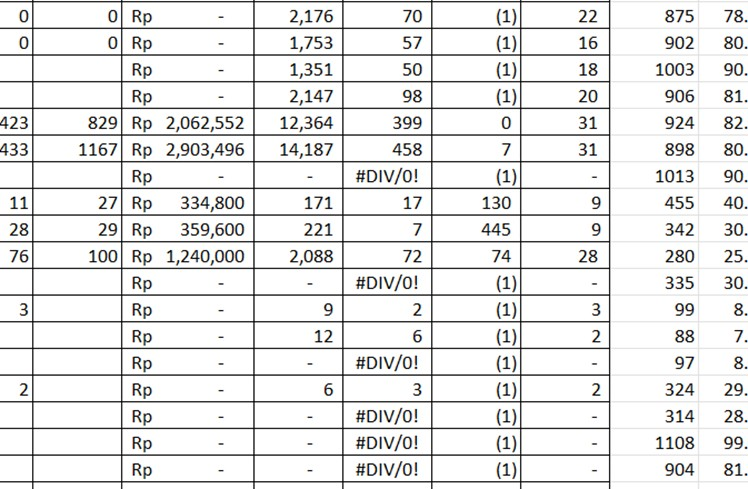 0 0 Rp - 2,176 70 (1) 22 875 78.
0 0 Rp - 1,753 57 (1) 16 902 80.
Rp - 1,351 50 (1) 18 1003 90.
Rp - 2,147 98 (1) 20 906 81.
423 829 Rp 2,062,552 12,364 399 0 31 924 82.
433 1167 Rp 2,903,496 14,187 458 7 31 898 80.
Rp - - #DIV/0! (1) - 1013 90.
11 27 Rp 334,800 171 17 130 9 455 40.
28 29 Rp 359,600 221 7 445 9 342 30.
76 100 Rp 1,240,000 2,088 72 74 28 280 25.
Rp - - #DIV/0! (1) - 335 30.
3 Rp - 9 2 (1) 3 99 8.
Rp - 12 6 (1) 2 88 7.
Rp - - #DIV/0! (1) - 97 8.
2 Rp - 6 3 (1) 2 324 29.
Rp - - #DIV/0! (1) - 314 28.
Rp - - #DIV/0! (1) - 1108 99.
Rp - - #DIV/0! (1) - 904 81.